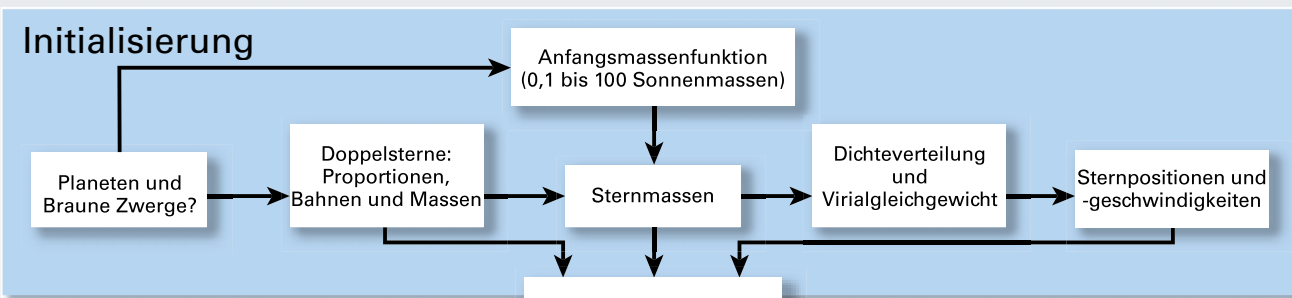 Initialisierung
Anfangsmassenfunktion
(0,1 bis 100 Sonnenmassen)
Planeten und
Braune Zwerge?
Doppelsterne:
Proportionen,
Bahnen und Massen
Sternmassen
Dichteverteilung
und
Virialgleichgewicht
Sternpositionen und
-geschwindigkeiten